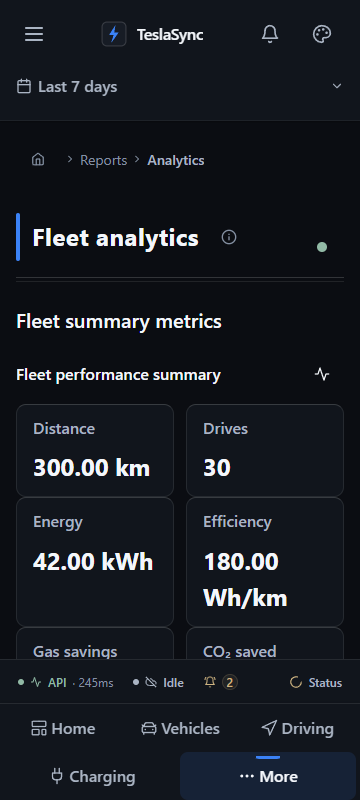 TeslaSync
Last 7 days
Reports Analytics
Fleet analytics
Fleet summary metrics
Fleet performance summary
Distance
300.00 km
Drives
30
Energy
42.00 kWh
Efficiency
180.00
Wh/km
Gas savings
CO₂ saved
API · 245ms Idle 2 Status
Home Vehicles Driving
Charging More